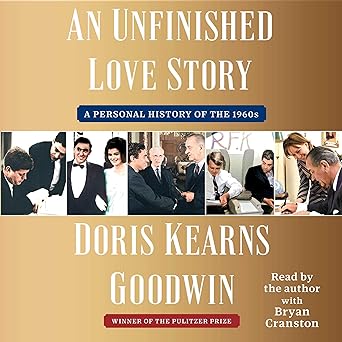 AN UNFINISHED
LOVE STORY
A PERSONAL HISTORY OF THE 1960s
RFK
DORIS KEARNS
GOODWIN
WINNER OF THE PULITZER PRIZE
Read by
the author
with
Bryan
Cranston